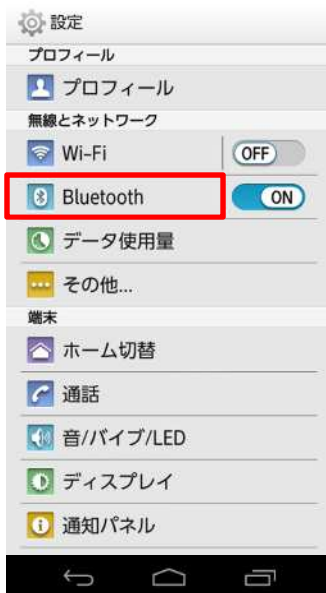 設定
プロフィール
プロフィール
無線とネットワーク
Wi-Fi OFF
Bluetooth ON
データ使用量
その他...
端末
ホーム切替
通話
音/バイブ/LED
ディスプレイ
通知パネル